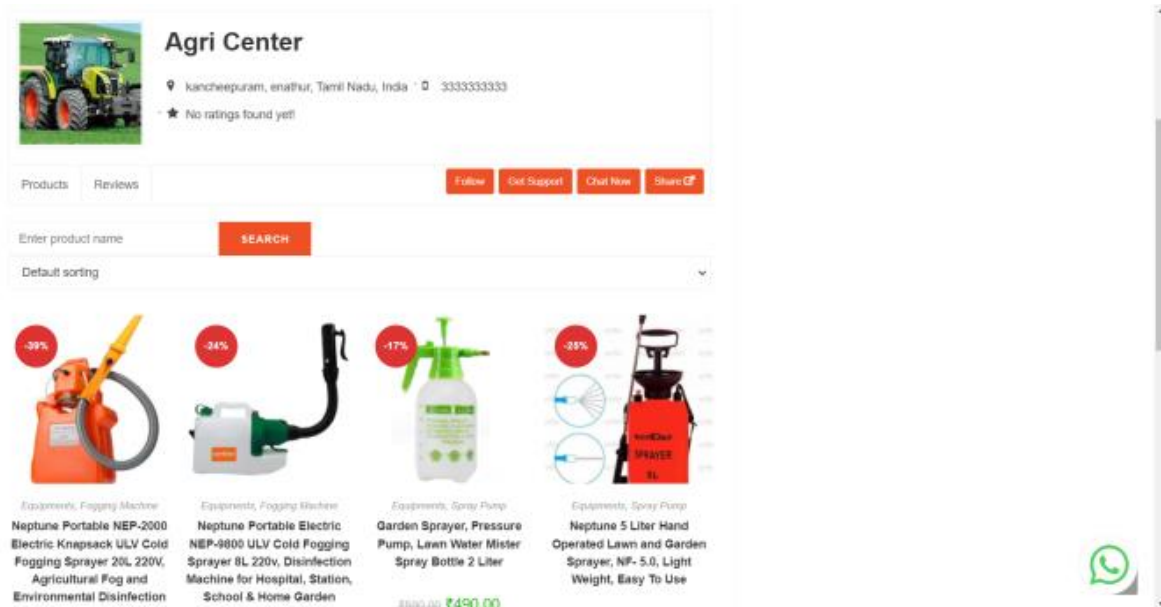 Agri Center
kancheepuram, enathur, Tamil Nadu, India 3333333333
No ratings found yet!
Products Reviews Follow Get Support Chat Now Share
Enter product name SEARCH
Default sorting
-39% -24% -17% -25%
SPRAYER
Equipments, Fogging Machine
Neptune Portable NEP-2000
Electric Knapsack ULV Cold
Fogging Sprayer 20L 220V,
Agricultural Fog and
Environmental Disinfection
Equipments, Fogging Machine
Neptune Portable Electric
NEP-9800 ULV Cold Fogging
Sprayer 8L 220v, Disinfection
Machine for Hospital, Station,
School & Home Garden
Equipments, Spray Pump
Garden Sprayer, Pressure
Pump, Lawn Water Mister
Spray Bottle 2 Liter
₹490.00
Equipments, Spray Pump
Neptune 5 Liter Hand
Operated Lawn and Garden
Sprayer, NF- 5.0, Light
Weight, Easy To Use